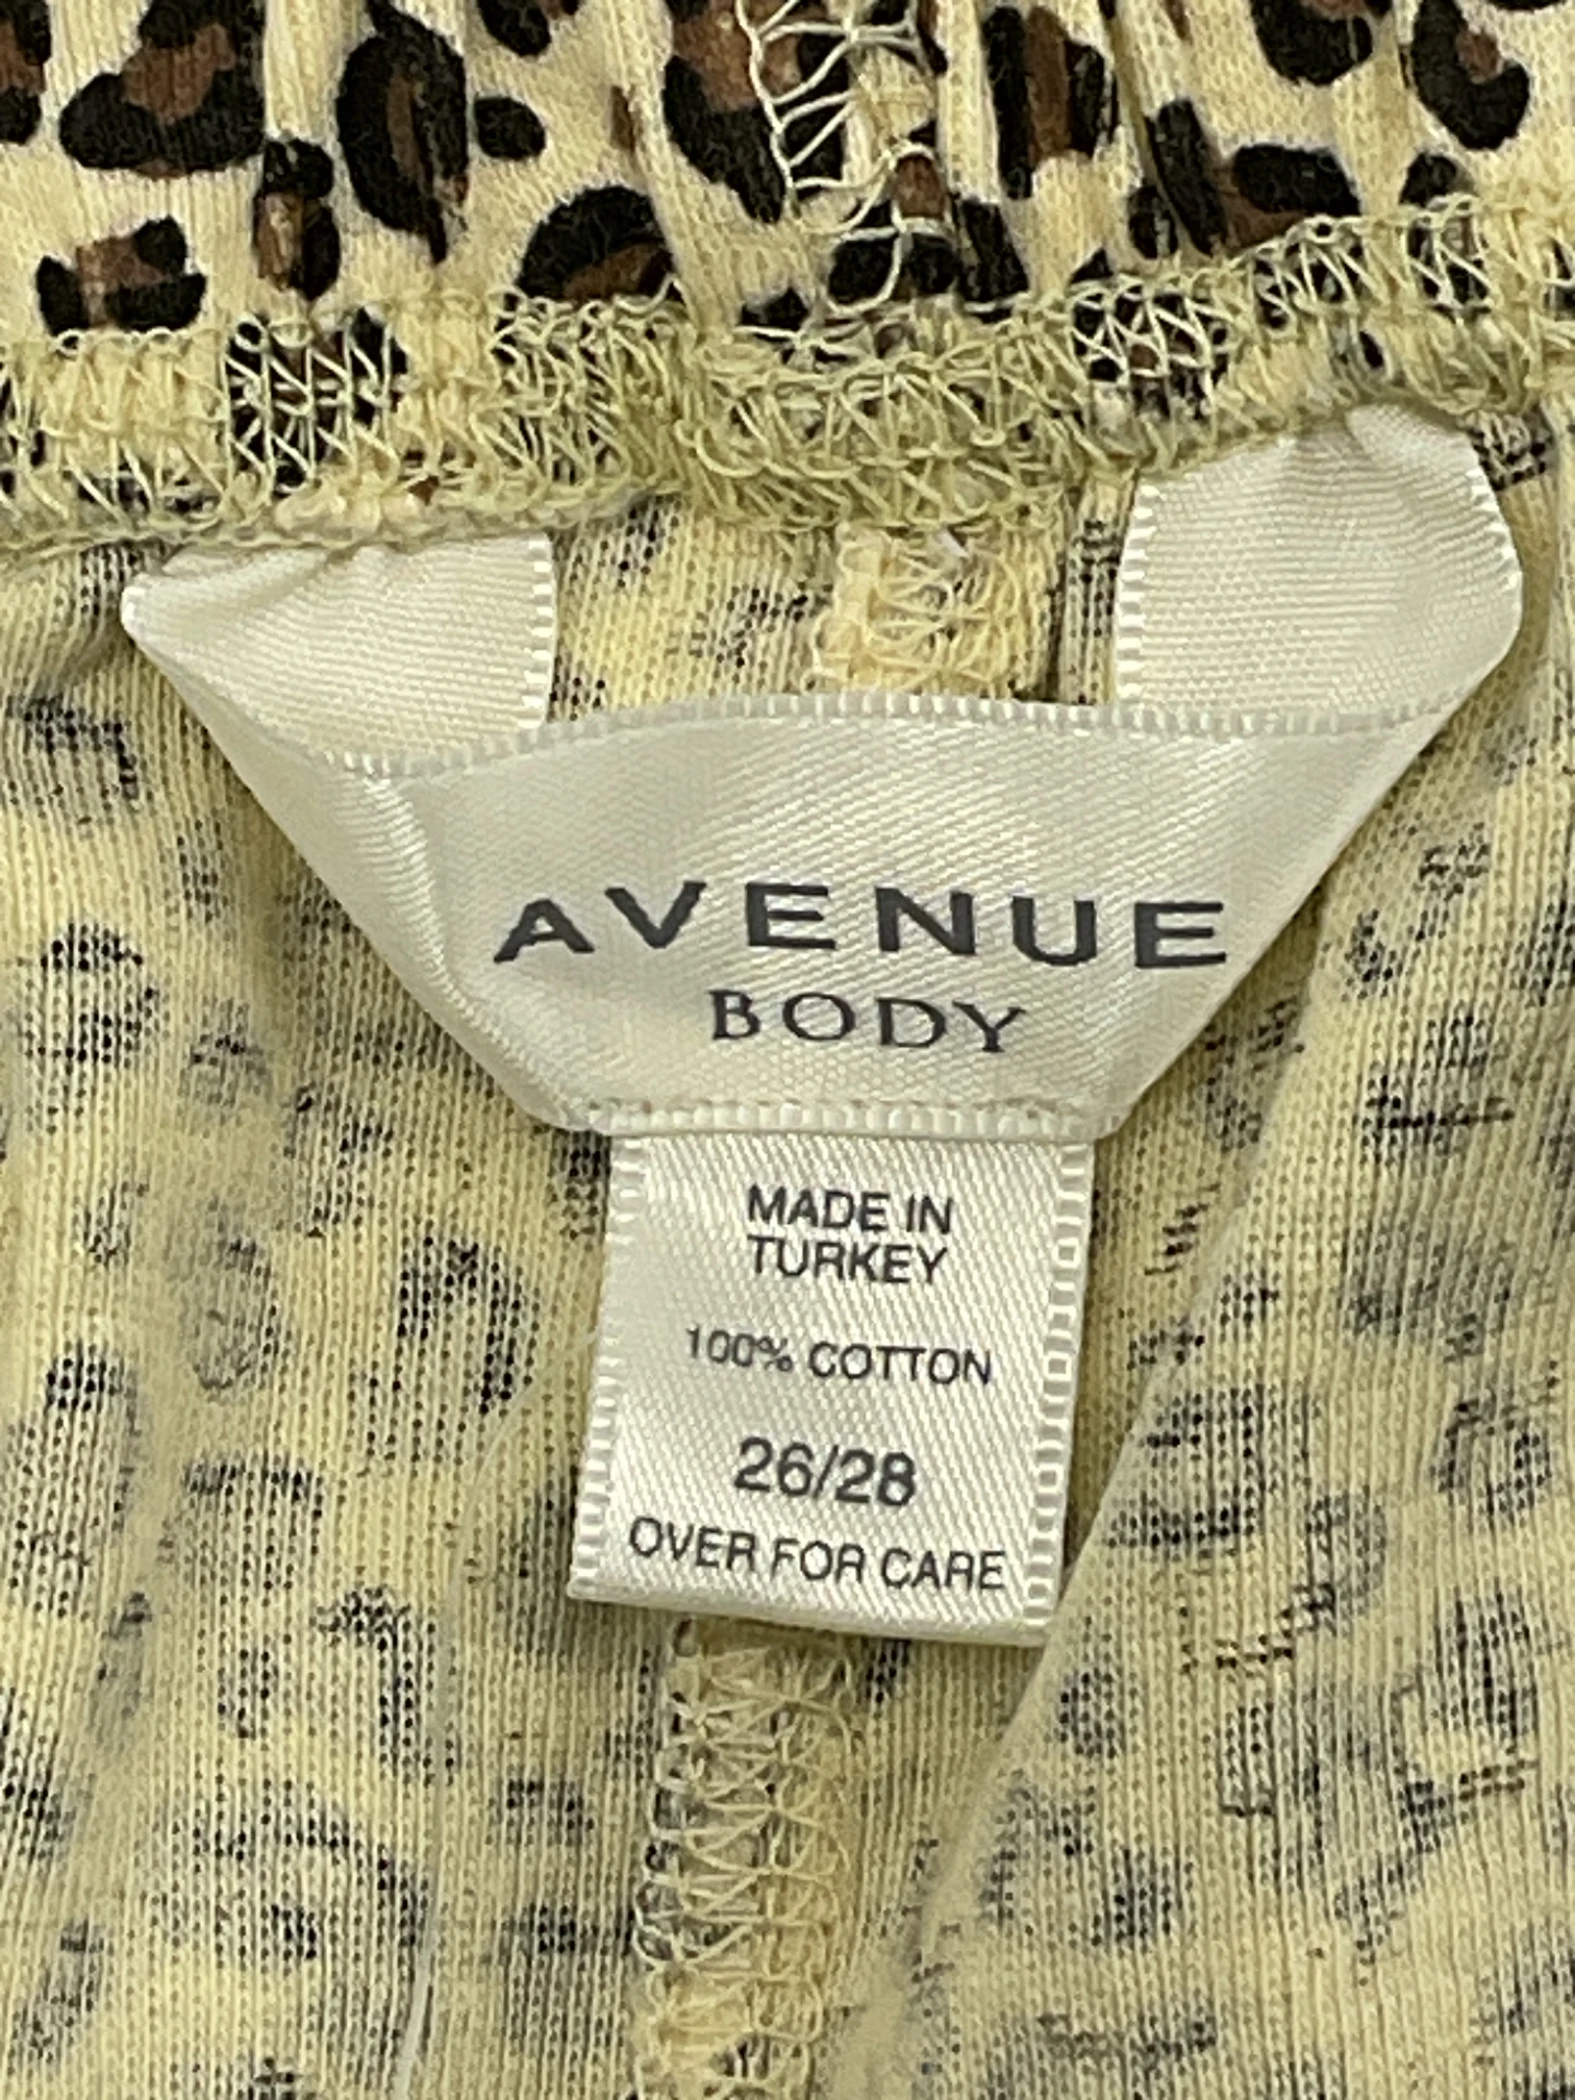 AVENUE
BODY
MADE IN
TURKEY
100% COTTON
26/28
OVER FOR CARE